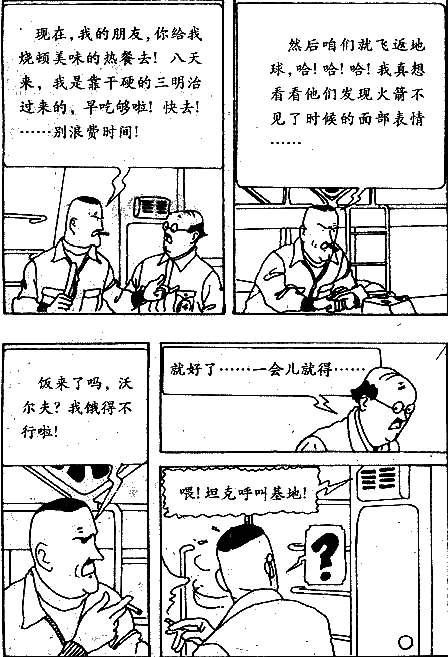 现在，我的朋友，你给我
烧顿美味的热餐去！八天
来，我是靠干硬的三明治
过来的，早吃够啦！快去！
……别浪费时间！
然后咱们就飞返地
球，哈！哈！哈！我真想
看看他们发现火箭不
见了时候的面部表情
……
饭来了吗，沃
尔夫？我饿得不
行啦！
就好了……一会儿就得……
喂！坦克呼叫基地！
?